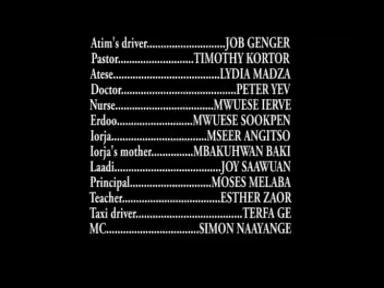 Atim's driver............................JOB GENGER
Pastor...........................TIMOTHY KORTOR
Atese......................................LYDIA MADZA
Doctor.........................................PETER YEV
Nurse...................................MWUESE IERVE
Erdoo...........................MWUESE SOOKPEN
Iorja..................................MSEER ANGITSO
Iorja's mother...............MBAKUHWAN BAKI
Laadi......................................JOY SAAWUAN
Principal.............................MOSES MELABA
Teacher...................................ESTHER ZAOR
Taxi driver......................................TERFA GE
MC.................................SIMON NAAYANGE